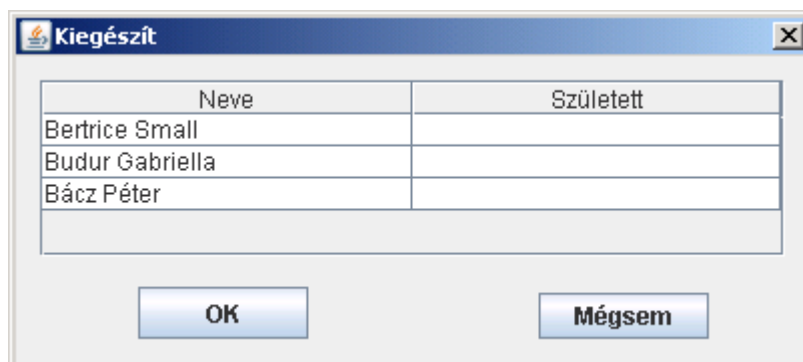 Kiegészít
Neve Született
Bertrice Small
Budur Gabriella
Bácz Péter
OK Mégsem